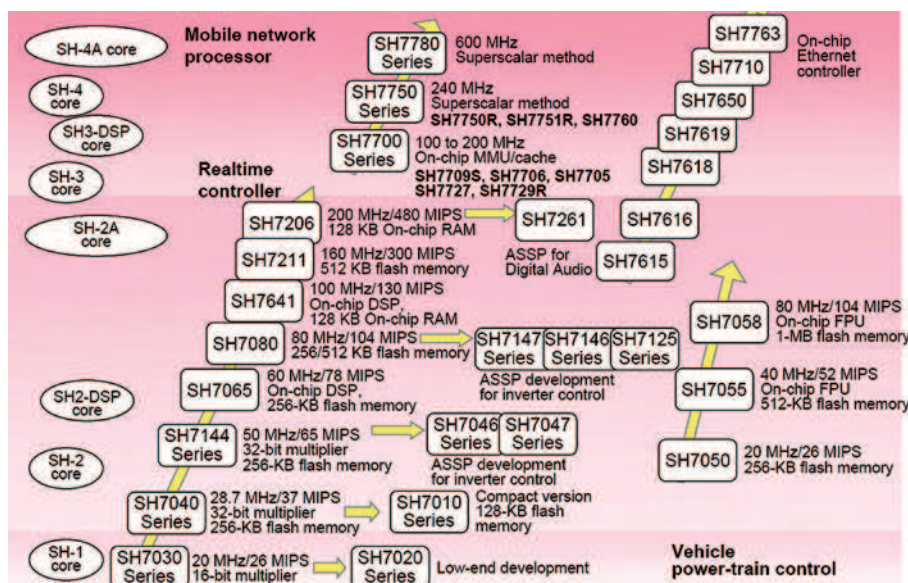 SH-4A core
Mobile network
processor
SH7780
Series
600 MHz
Superscalar method
SH7763
On-chip
Ethernet
controller
SH7710
SH-4
core
SH7750
Series
240 MHz
Superscalar method
SH7750R, SH7751R, SH7760
SH7650
SH3-DSP
core
SH7700
Series
100 to 200 MHz
On-chip MMU/cache
SH7709S, SH7706, SH7705
SH7727, SH7729R
SH7619
SH7618
SH-3
core
Realtime
controller
SH-2A
core
SH7206
200 MHz/480 MIPS
128 KB On-chip RAM
SH7261
ASSP for
Digital Audio
SH7616
SH7615
SH7211
160 MHz/300 MIPS
512 KB flash memory
SH7641
100 MHz/130 MIPS
On-chip DSP,
128 KB On-chip RAM
SH7080
80 MHz/104 MIPS
256/512 KB flash memory
SH7147
Series
SH7146
Series
SH7125
Series
ASSP development
for inverter control
SH7058
80 MHz/104 MIPS
On-chip FPU
1-MB flash memory
SH2-DSP
core
SH7065
60 MHz/78 MIPS
On-chip DSP,
256-KB flash memory
SH7055
40 MHz/52 MIPS
On-chip FPU
512-KB flash memory
SH-2
core
SH7144
Series
50 MHz/65 MIPS
32-bit multiplier
256-KB flash memory
SH7046
Series
SH7047
Series
ASSP development
for inverter control
SH7050
20 MHz/26 MIPS
256-KB flash memory
SH7040
Series
28.7 MHz/37 MIPS
32-bit multiplier
256-KB flash memory
SH7010
Series
Compact version
128-KB flash
memory
SH-1
core
SH7030
Series
20 MHz/26 MIPS
16-bit multiplier
SH7020
Series
Low-end development
Vehicle
power-train control